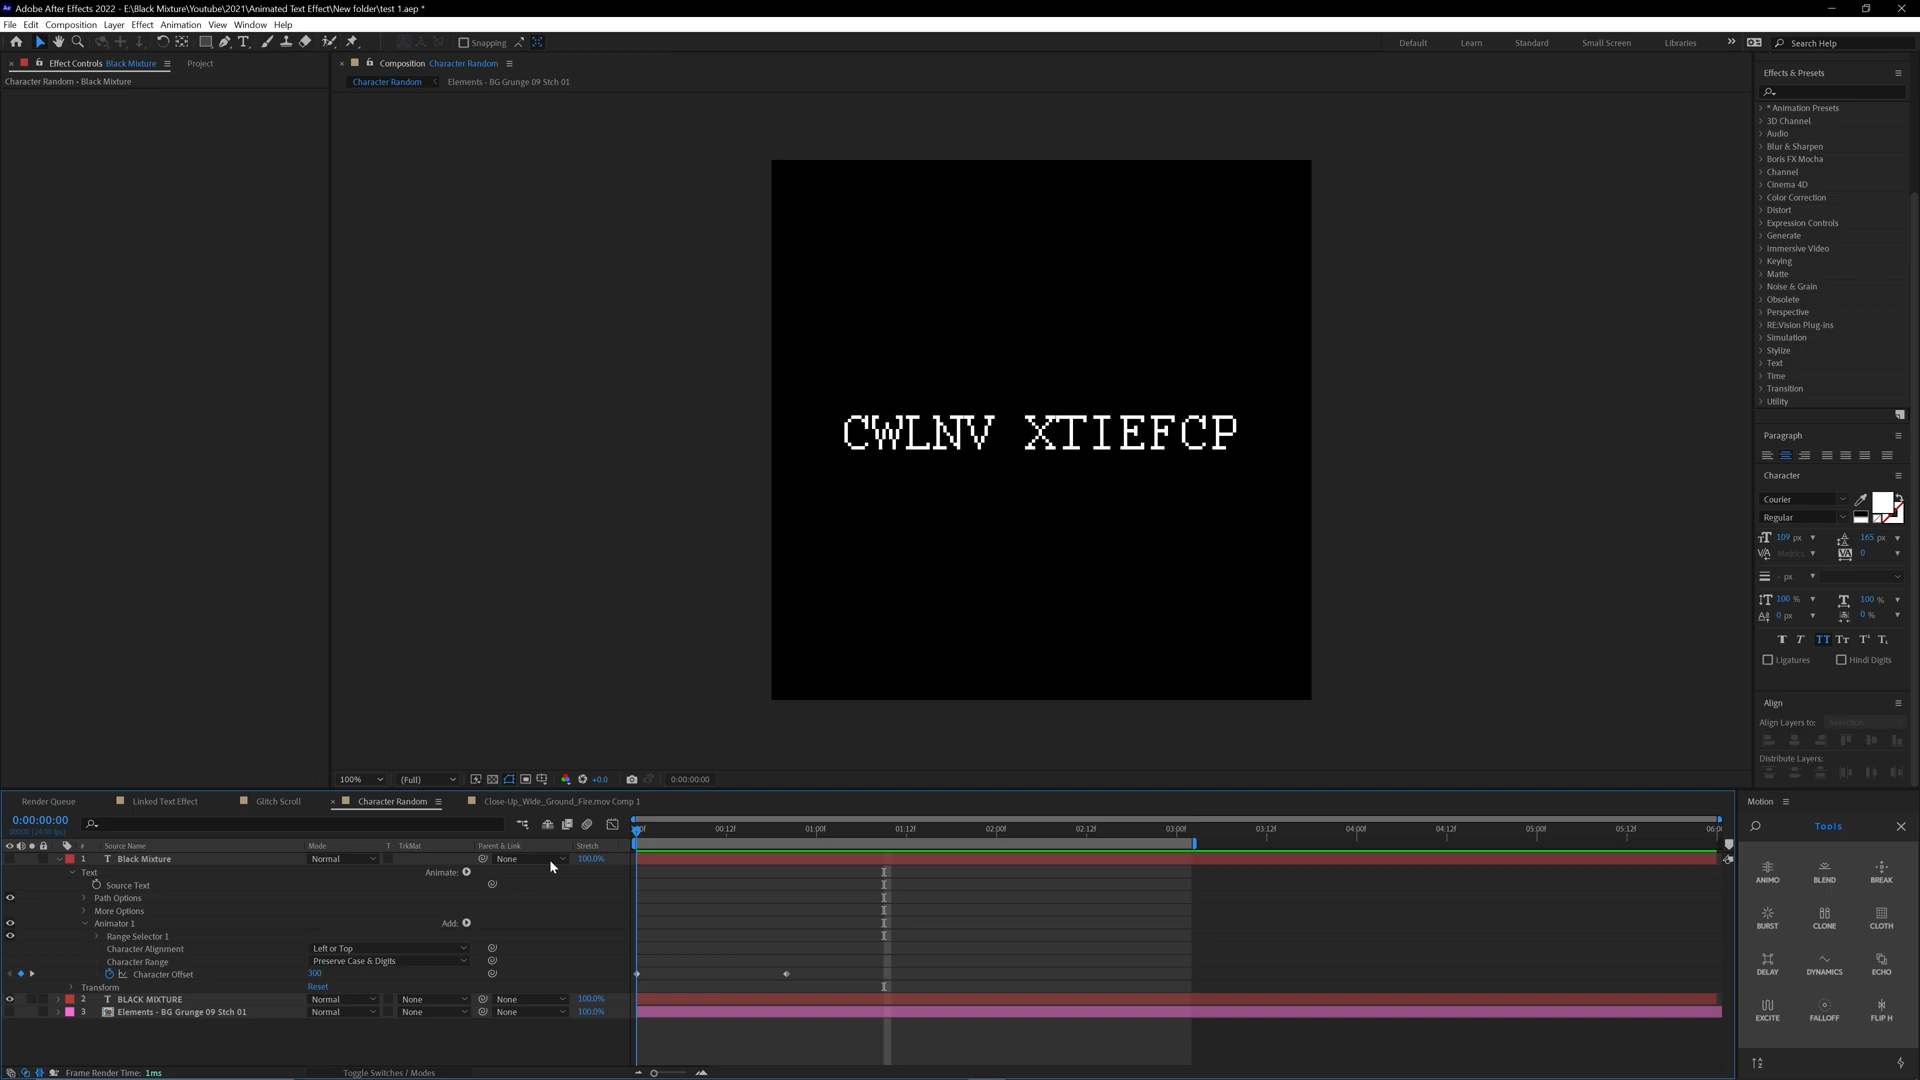 Adobe After Effects 2022 - E:\Black Mixture\Youtube\2021\Animated Text Effect\New folder\test 1.aep *
File Edit Composition Layer Effect Animation View Window Help
Snapping
Default Learn Standard Small Screen Libraries Search Help
Effect Controls Black Mixture Project
Character Random • Black Mixture
Composition Character Random
Character Random Elements - BG Grunge 09 Stch 01
CWLNV XTIEFCP
100% (Full) +0.0 0:00:00:00
Effects & Presets
* Animation Presets
3D Channel
Audio
Blur & Sharpen
Boris FX Mocha
Channel
Cinema 4D
Color Correction
Distort
Expression Controls
Generate
Immersive Video
Keying
Matte
Noise & Grain
Obsolete
Perspective
RE:Vision Plug-ins
Simulation
Stylize
Text
Time
Transition
Utility
Paragraph
Character
Courier
Regular
109 px 165 px
Metrics 0
- px
100 % 100 %
0 px 0 %
Ligatures Hindi Digits
Align
Align Layers to: Selection
Distribute Layers:
Render Queue Linked Text Effect Glitch Scroll Character Random Close-Up_Wide_Ground_Fire.mov Comp 1
0:00:00:00
00000 (24.00 fps)
00:12f 01:00f 01:12f 02:00f 02:12f 03:00f 03:12f 04:00f 04:12f 05:00f 05:12f 06:0
# Source Name Mode T TrkMat Parent & Link Stretch
1 Black Mixture Normal None 100.0%
Text Animate:
Source Text
Path Options
More Options
Animator 1 Add:
Range Selector 1
Character Alignment Left or Top
Character Range Preserve Case & Digits
Character Offset 300
Transform Reset
2 BLACK MIXTURE Normal None None 100.0%
3 Elements - BG Grunge 09 Stch 01 Normal None None 100.0%
Frame Render Time: 1ms Toggle Switches / Modes
Motion
Tools
ANIMO BLEND BREAK
BURST CLONE CLOTH
DELAY DYNAMICS ECHO
EXCITE FALLOFF FLIP H